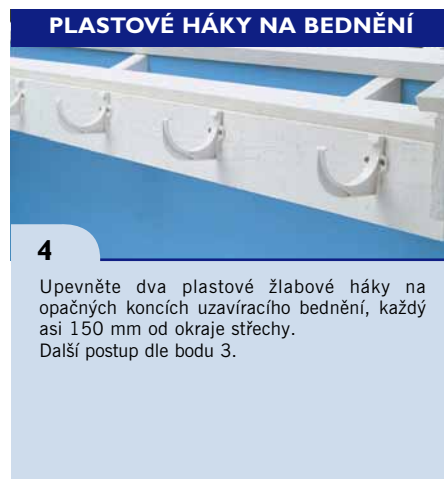 PLASTOVÉ HÁKY NA BEDNĚNÍ
4
Upevněte dva plastové žlabové háky na
opačných koncích uzavíracího bednění, každý
asi 150 mm od okraje střechy.
Další postup dle bodu 3.